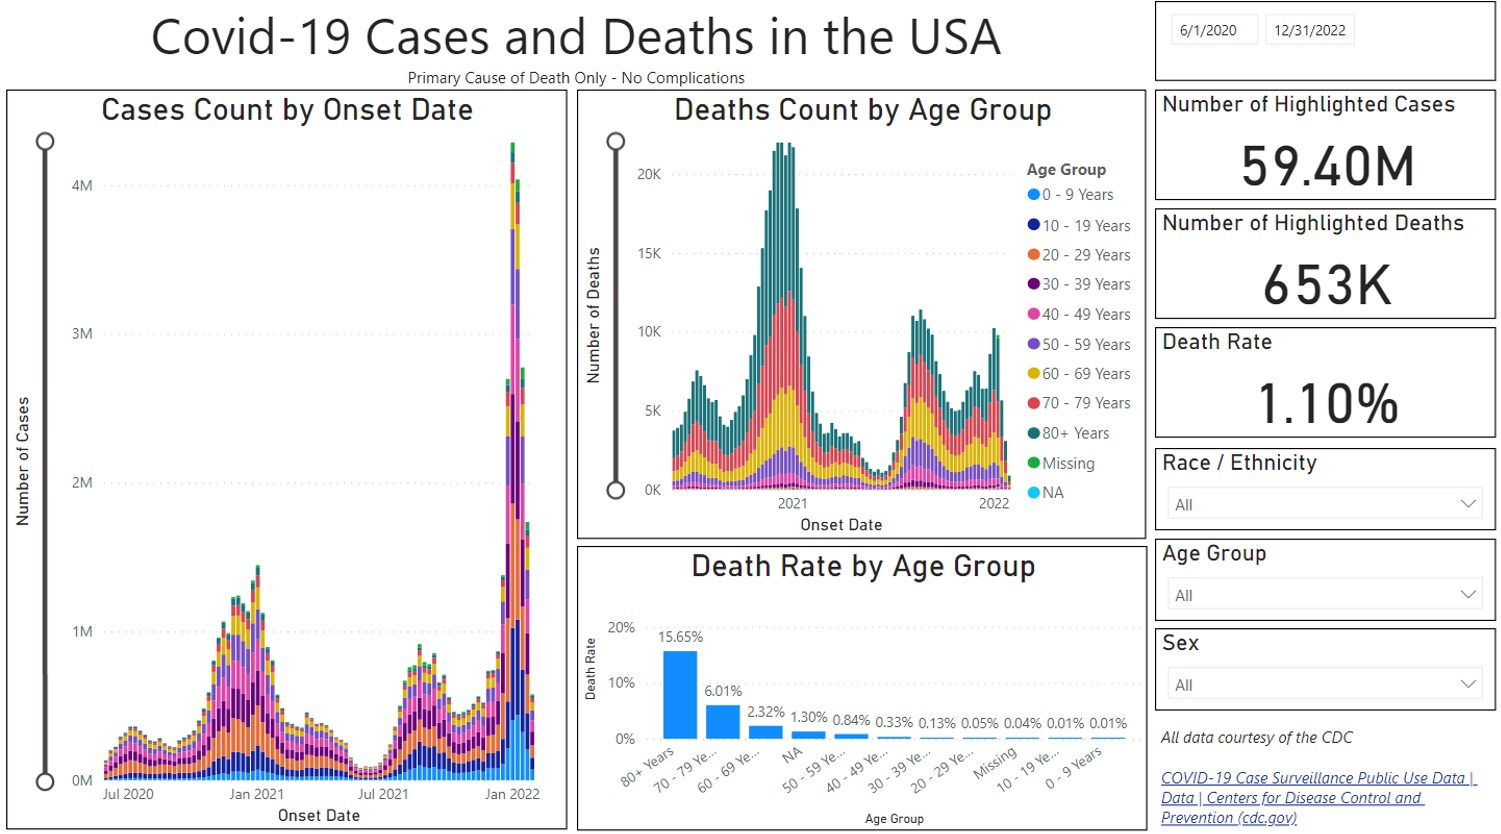 Covid-19 Cases and Deaths in the USA
Primary Cause of Death Only - No Complications
6/1/2020 12/31/2022
Cases Count by Onset Date
Number of Cases
4M
3M
2M
1M
0M
Jul 2020 Jan 2021 Jul 2021 Jan 2022
Onset Date
Deaths Count by Age Group
Number of Deaths
20K
15K
10K
5K
0K
2021 2022
Onset Date
Age Group
0 - 9 Years
10 - 19 Years
20 - 29 Years
30 - 39 Years
40 - 49 Years
50 - 59 Years
60 - 69 Years
70 - 79 Years
80+ Years
Missing
NA
Death Rate by Age Group
Death Rate
20%
10%
0%
15.65% 6.01% 2.32% 1.30% 0.84% 0.33% 0.13% 0.05% 0.04% 0.01% 0.01%
80+ Years 70 - 79 Ye... 60 - 69 Ye... NA 50 - 59 Ye... 40 - 49 Ye... 30 - 39 Ye... 20 - 29 Ye... Missing 10 - 19 Ye... 0 - 9 Years
Age Group
Number of Highlighted Cases
59.40M
Number of Highlighted Deaths
653K
Death Rate
1.10%
Race / Ethnicity
All
Age Group
All
Sex
All
All data courtesy of the CDC
COVID-19 Case Surveillance Public Use Data |
Data | Centers for Disease Control and
Prevention (cdc.gov)